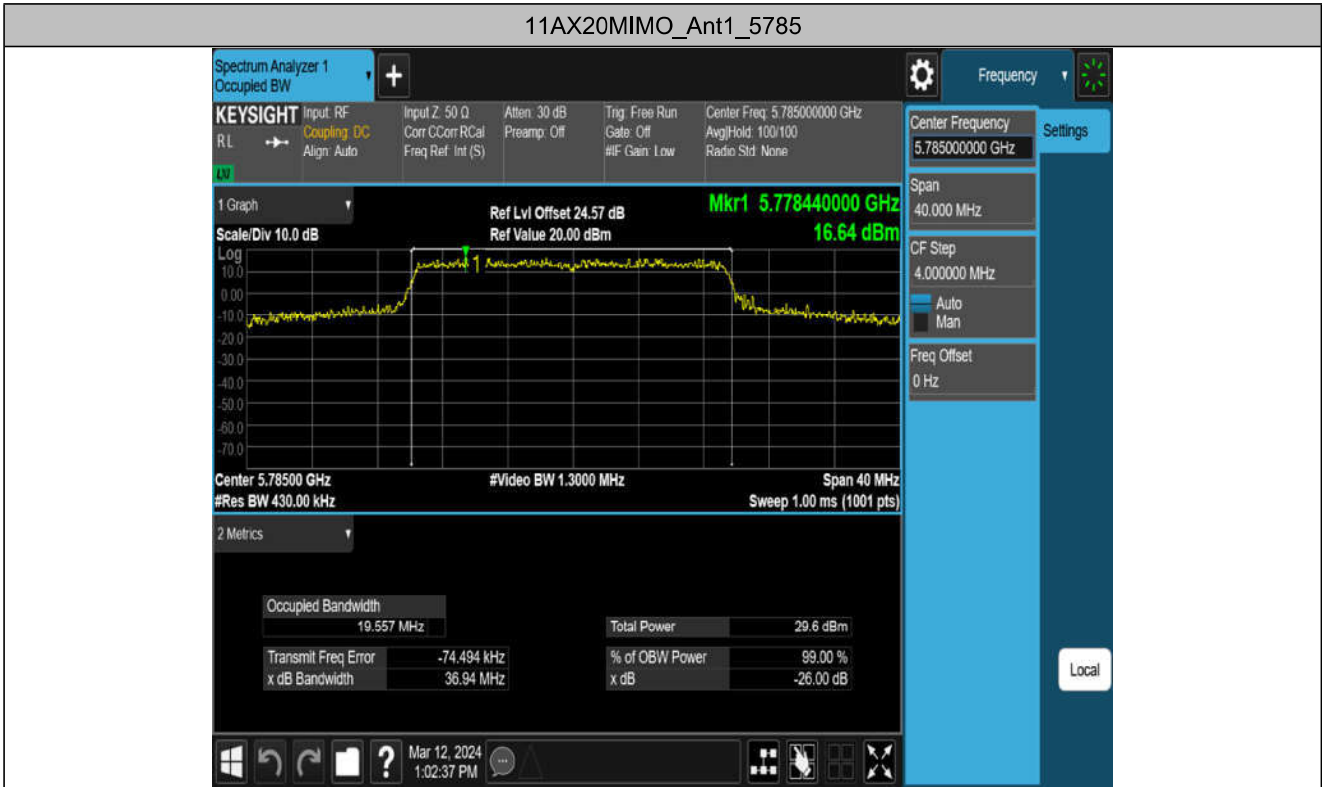 11AX20MIMO_Ant1_5785
Spectrum Analyzer 1
Occupied BW
+
Frequency
KEYSIGHT
RL
LXI
Input: RF
Coupling: DC
Align: Auto
Input Z: 50 Ω
Corr CCorr RCal
Freq Ref: Int (S)
Atten: 30 dB
Preamp: Off
Trig: Free Run
Gate: Off
#IF Gain: Low
Center Freq: 5.785000000 GHz
Avg|Hold: 100/100
Radio Std: None
Center Frequency
5.785000000 GHz
Settings
Span
40.000 MHz
CF Step
4.000000 MHz
Auto
Man
Freq Offset
0 Hz
1 Graph
Scale/Div 10.0 dB
Ref Lvl Offset 24.57 dB
Ref Value 20.00 dBm
Mkr1 5.778440000 GHz
16.64 dBm
Log
10.0
0.00
-10.0
-20.0
-30.0
-40.0
-50.0
-60.0
-70.0
1
Center 5.78500 GHz
#Video BW 1.3000 MHz
Span 40 MHz
#Res BW 430.00 kHz
Sweep 1.00 ms (1001 pts)
2 Metrics
Occupied Bandwidth
19.557 MHz
Total Power 29.6 dBm
Transmit Freq Error -74.494 kHz
% of OBW Power 99.00 %
x dB Bandwidth 36.94 MHz
x dB -26.00 dB
Local
?
Mar 12, 2024
1:02:37 PM